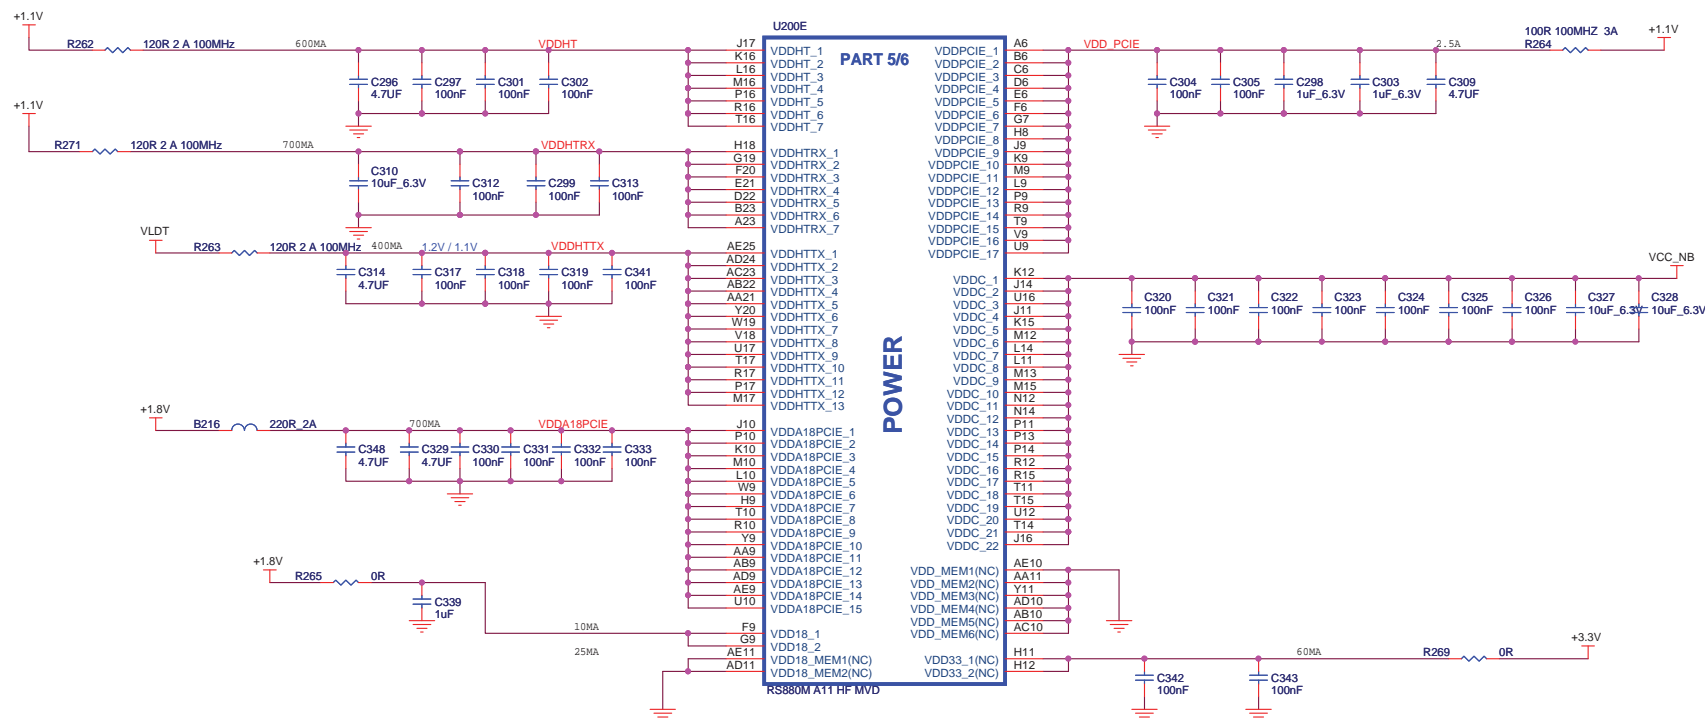 +1.1V
R262 120R 2 A 100MHz 600MA VDDHT
C296 4.7UF
C297 100nF
C301 100nF
C302 100nF
+1.1V
R271 120R 2 A 100MHz 700MA VDDHTRX
C310 10uF_6.3V
C312 100nF
C299 100nF
C313 100nF
VLDT
R263 120R 2 A 100MHz 400MA 1.2V / 1.1V VDDHTTX
C314 4.7UF
C317 100nF
C318 100nF
C319 100nF
C341 100nF
+1.8V
B216 220R_2A 700MA VDDA18PCIE
C348 4.7UF
C329 4.7UF
C330 100nF
C331 100nF
C332 100nF
C333 100nF
+1.8V
R265 0R
C339 1uF
10MA
25MA
U200E
PART 5/6
POWER
J17 VDDHT_1
K16 VDDHT_2
L16 VDDHT_3
M16 VDDHT_4
P16 VDDHT_5
R16 VDDHT_6
T16 VDDHT_7
H18 VDDHTRX_1
G19 VDDHTRX_2
F20 VDDHTRX_3
E21 VDDHTRX_4
D22 VDDHTRX_5
B23 VDDHTRX_6
A23 VDDHTRX_7
AE25 VDDHTTX_1
AD24 VDDHTTX_2
AC23 VDDHTTX_3
AB22 VDDHTTX_4
AA21 VDDHTTX_5
Y20 VDDHTTX_6
W19 VDDHTTX_7
V18 VDDHTTX_8
U17 VDDHTTX_9
T17 VDDHTTX_10
R17 VDDHTTX_11
P17 VDDHTTX_12
M17 VDDHTTX_13
J10 VDDA18PCIE_1
P10 VDDA18PCIE_2
K10 VDDA18PCIE_3
M10 VDDA18PCIE_4
L10 VDDA18PCIE_5
W9 VDDA18PCIE_6
H9 VDDA18PCIE_7
T10 VDDA18PCIE_8
R10 VDDA18PCIE_9
Y9 VDDA18PCIE_10
AA9 VDDA18PCIE_11
AB9 VDDA18PCIE_12
AD9 VDDA18PCIE_13
AE9 VDDA18PCIE_14
U10 VDDA18PCIE_15
F9 VDD18_1
G9 VDD18_2
AE11 VDD18_MEM1(NC)
AD11 VDD18_MEM2(NC)
RS880M A11 HF MVD
VDDPCIE_1 A6
VDDPCIE_2 B6
VDDPCIE_3 C6
VDDPCIE_4 D6
VDDPCIE_5 E6
VDDPCIE_6 F6
VDDPCIE_7 G7
VDDPCIE_8 H8
VDDPCIE_9 J9
VDDPCIE_10 K9
VDDPCIE_11 M9
VDDPCIE_12 L9
VDDPCIE_13 P9
VDDPCIE_14 R9
VDDPCIE_15 T9
VDDPCIE_16 V9
VDDPCIE_17 U9
VDDC_1 K12
VDDC_2 J14
VDDC_3 U16
VDDC_4 J11
VDDC_5 K15
VDDC_6 M12
VDDC_7 L14
VDDC_8 L11
VDDC_9 M13
VDDC_10 M15
VDDC_11 N12
VDDC_12 N14
VDDC_13 P11
VDDC_14 P13
VDDC_15 P14
VDDC_16 R12
VDDC_17 R15
VDDC_18 T11
VDDC_19 T15
VDDC_20 U12
VDDC_21 T14
VDDC_22 J16
VDD_MEM1(NC) AE10
VDD_MEM2(NC) AA11
VDD_MEM3(NC) Y11
VDD_MEM4(NC) AD10
VDD_MEM5(NC) AB10
VDD_MEM6(NC) AC10
VDD33_1(NC) H11
VDD33_2(NC) H12
VDD_PCIE 2.5A
100R 100MHZ 3A
R264
+1.1V
C304 100nF
C305 100nF
C298 1uF_6.3V
C303 1uF_6.3V
C309 4.7UF
VCC_NB
C320 100nF
C321 100nF
C322 100nF
C323 100nF
C324 100nF
C325 100nF
C326 100nF
C327 10uF_6.3V
C328 10uF_6.3V
60MA R269 0R
+3.3V
C342 100nF
C343 100nF